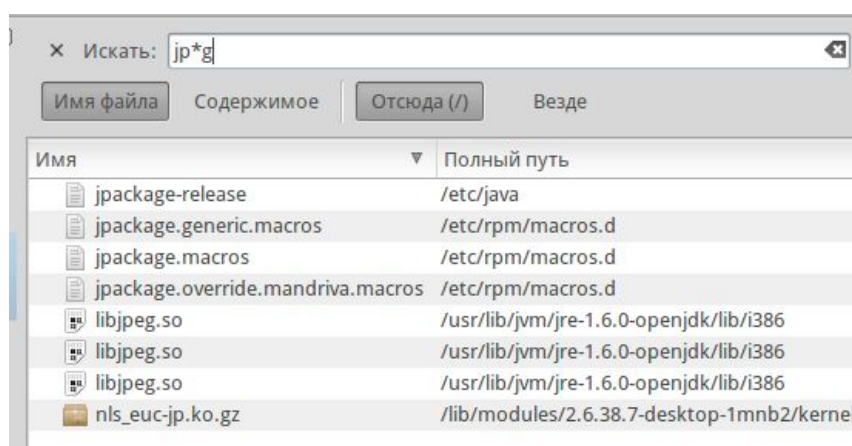 × Искать: jp*g
Имя файла Содержимое Отсюда (/) Везде
Имя Полный путь
jpackage-release /etc/java
jpackage.generic.macros /etc/rpm/macros.d
jpackage.macros /etc/rpm/macros.d
jpackage.override.mandriva.macros /etc/rpm/macros.d
libjpeg.so /usr/lib/jvm/jre-1.6.0-openjdk/lib/i386
libjpeg.so /usr/lib/jvm/jre-1.6.0-openjdk/lib/i386
libjpeg.so /usr/lib/jvm/jre-1.6.0-openjdk/lib/i386
nls_euc-jp.ko.gz /lib/modules/2.6.38.7-desktop-1mnb2/kerne